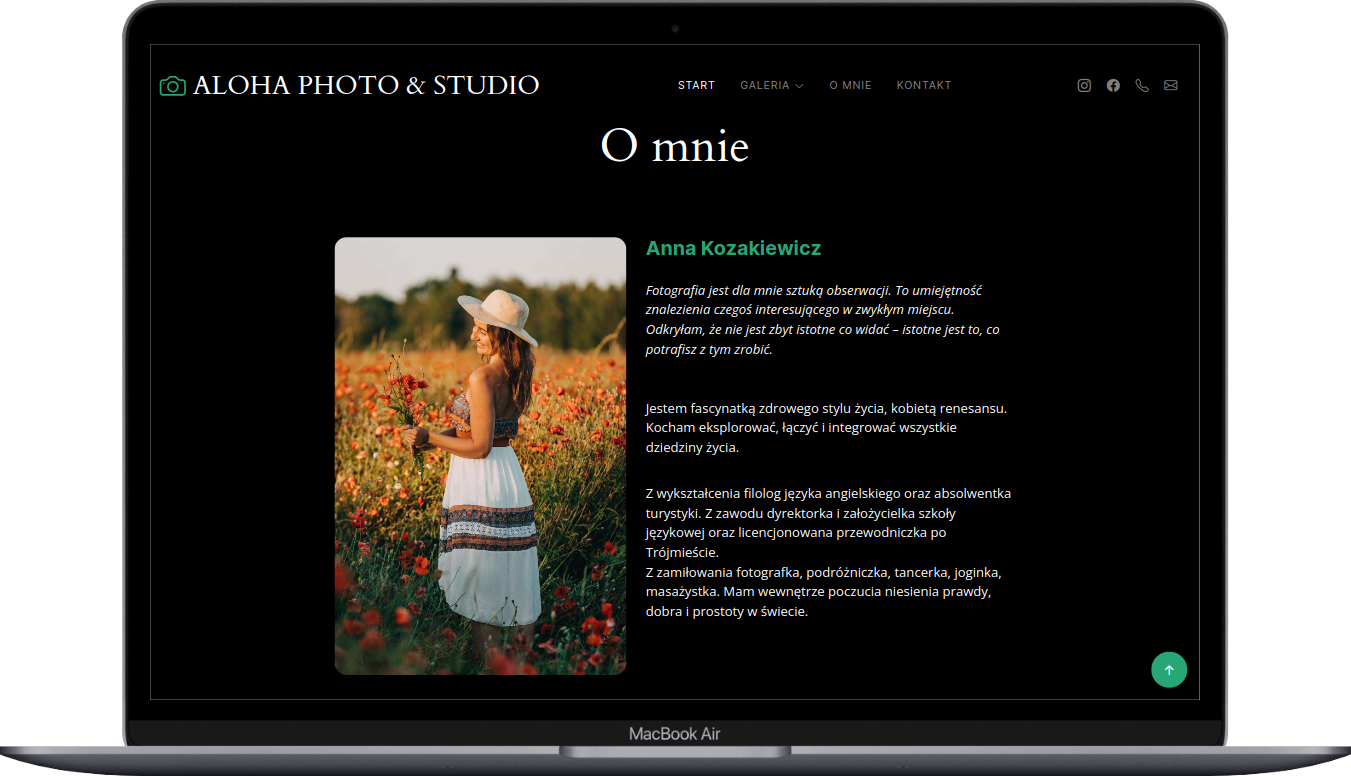 ALOHA PHOTO & STUDIO
START GALERIA O MNIE KONTAKT
O mnie
Anna Kozakiewicz
Fotografia jest dla mnie sztuką obserwacji. To umiejętność
znalezienia czegoś interesującego w zwykłym miejscu.
Odkryłam, że nie jest zbyt istotne co widać – istotne jest to, co
potrafisz z tym zrobić.
Jestem fascynatką zdrowego stylu życia, kobietą renesansu.
Kocham eksplorować, łączyć i integrować wszystkie
dziedziny życia.
Z wykształcenia filolog języka angielskiego oraz absolwentka
turystyki. Z zawodu dyrektorka i założycielka szkoły
językowej oraz licencjonowana przewodniczka po
Trójmieście.
Z zamiłowania fotografka, podróżniczka, tancerka, joginka,
masażystka. Mam wewnętrze poczucia niesienia prawdy,
dobra i prostoty w świecie.
MacBook Air